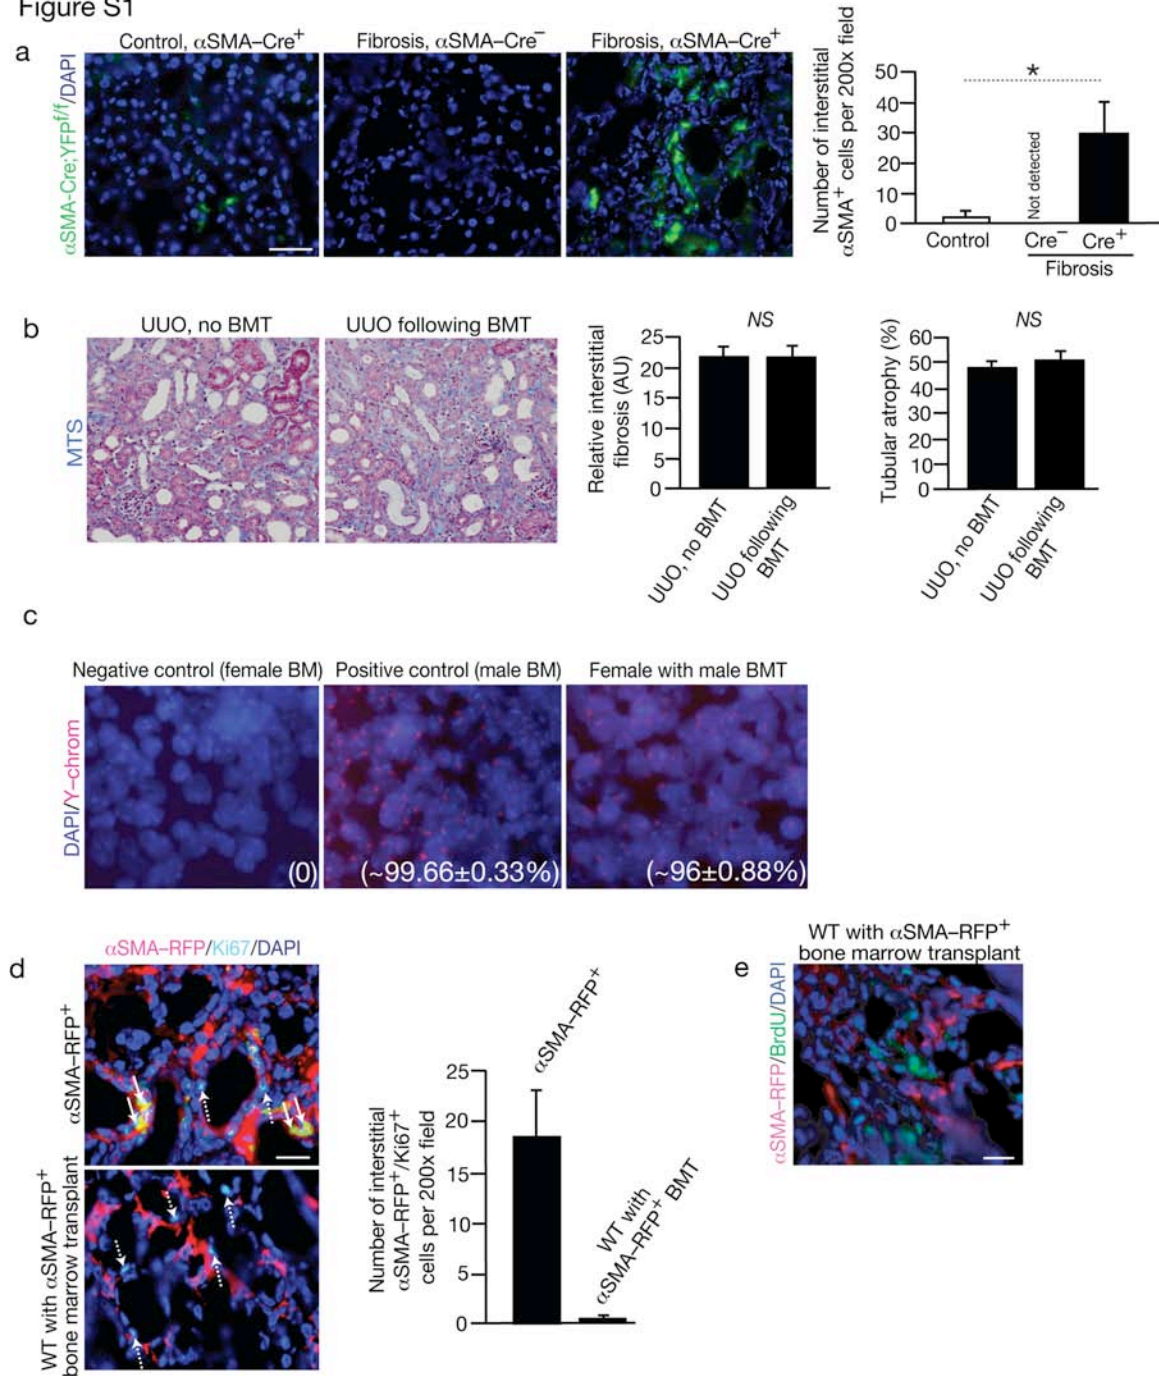 Figure S1
a
Control, αSMA–Cre⁺
Fibrosis, αSMA–Cre⁻
Fibrosis, αSMA–Cre⁺
αSMA-Cre;YFPᶠ/ᶠ/DAPI
Number of interstitial
αSMA⁺ cells per 200x field
50
40
30
20
10
0
*
Not detected
Control
Cre⁻
Cre⁺
Fibrosis
b
UUO, no BMT
UUO following BMT
MTS
Relative interstitial
fibrosis (AU)
25
20
15
10
5
0
NS
UUO, no BMT
UUO following
BMT
Tubular atrophy (%)
60
50
40
30
20
10
0
NS
UUO, no BMT
UUO following
BMT
c
Negative control (female BM)
Positive control (male BM)
Female with male BMT
DAPI/Y–chrom
(0)
(~99.66±0.33%)
(~96±0.88%)
d
αSMA–RFP/Ki67/DAPI
αSMA–RFP⁺
WT with αSMA–RFP⁺
bone marrow transplant
Number of interstitial
αSMA–RFP⁺/Ki67⁺
cells per 200x field
25
20
15
10
5
0
αSMA–RFP⁺
WT with
αSMA–RFP⁺ BMT
e
WT with αSMA–RFP⁺
bone marrow transplant
αSMA–RFP/BrdU/DAPI